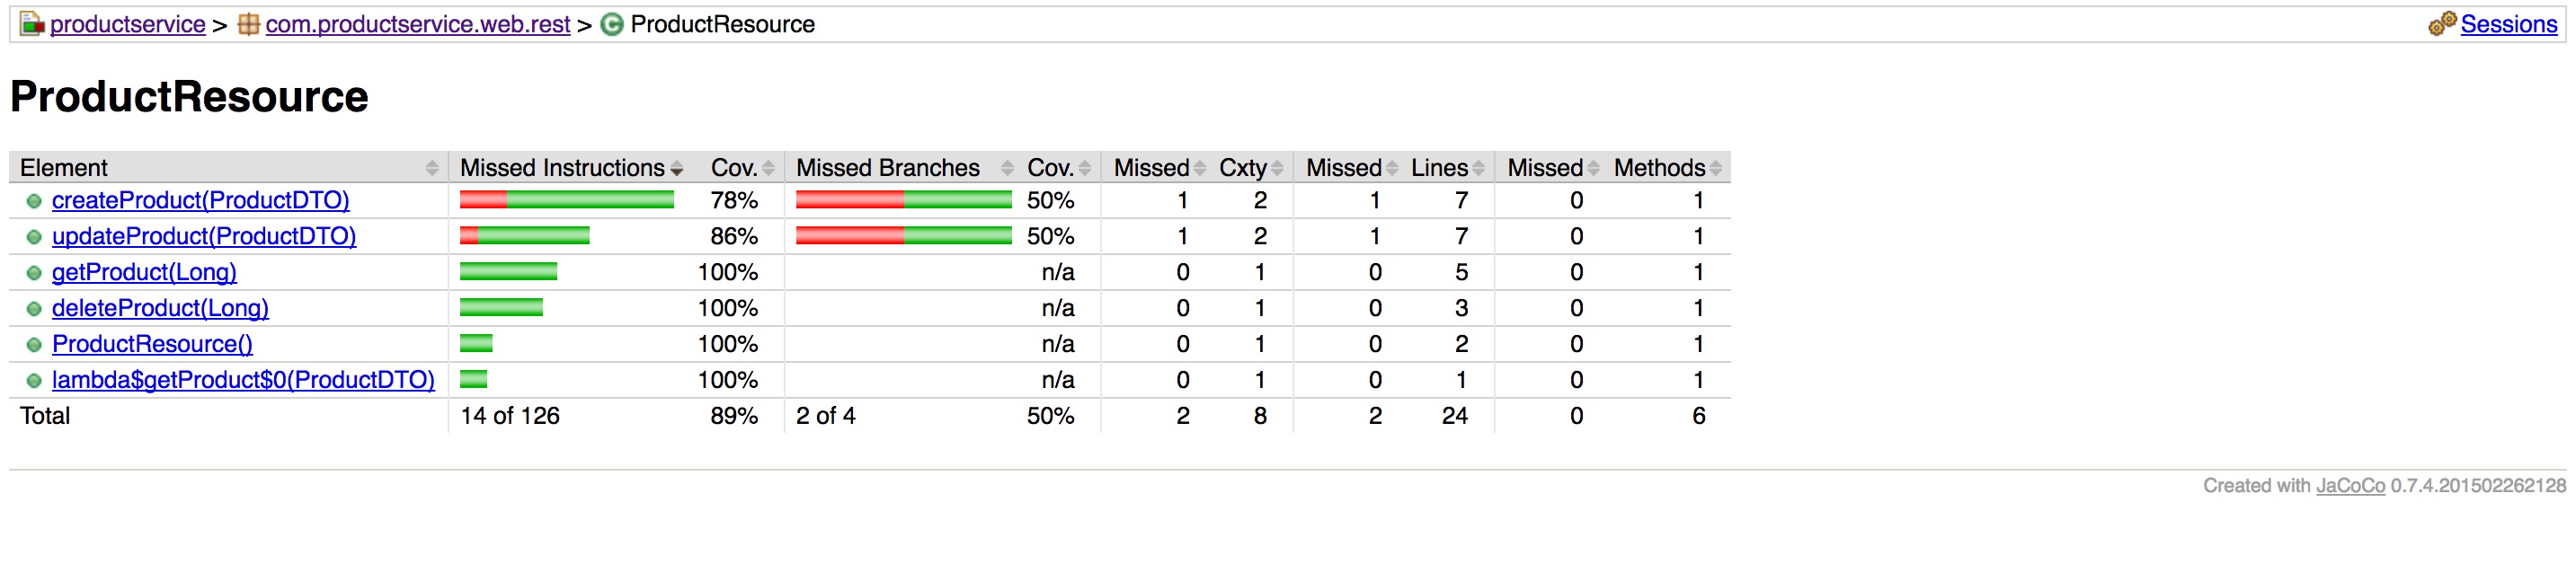 productservice > com.productservice.web.rest > ProductResource Sessions
ProductResource
Element Missed Instructions Cov. Missed Branches Cov. Missed Cxty Missed Lines Missed Methods
createProduct(ProductDTO) 78% 50% 1 2 1 7 0 1
updateProduct(ProductDTO) 86% 50% 1 2 1 7 0 1
getProduct(Long) 100% n/a 0 1 0 5 0 1
deleteProduct(Long) 100% n/a 0 1 0 3 0 1
ProductResource() 100% n/a 0 1 0 2 0 1
lambda$getProduct$0(ProductDTO) 100% n/a 0 1 0 1 0 1
Total 14 of 126 89% 2 of 4 50% 2 8 2 24 0 6
Created with JaCoCo 0.7.4.201502262128